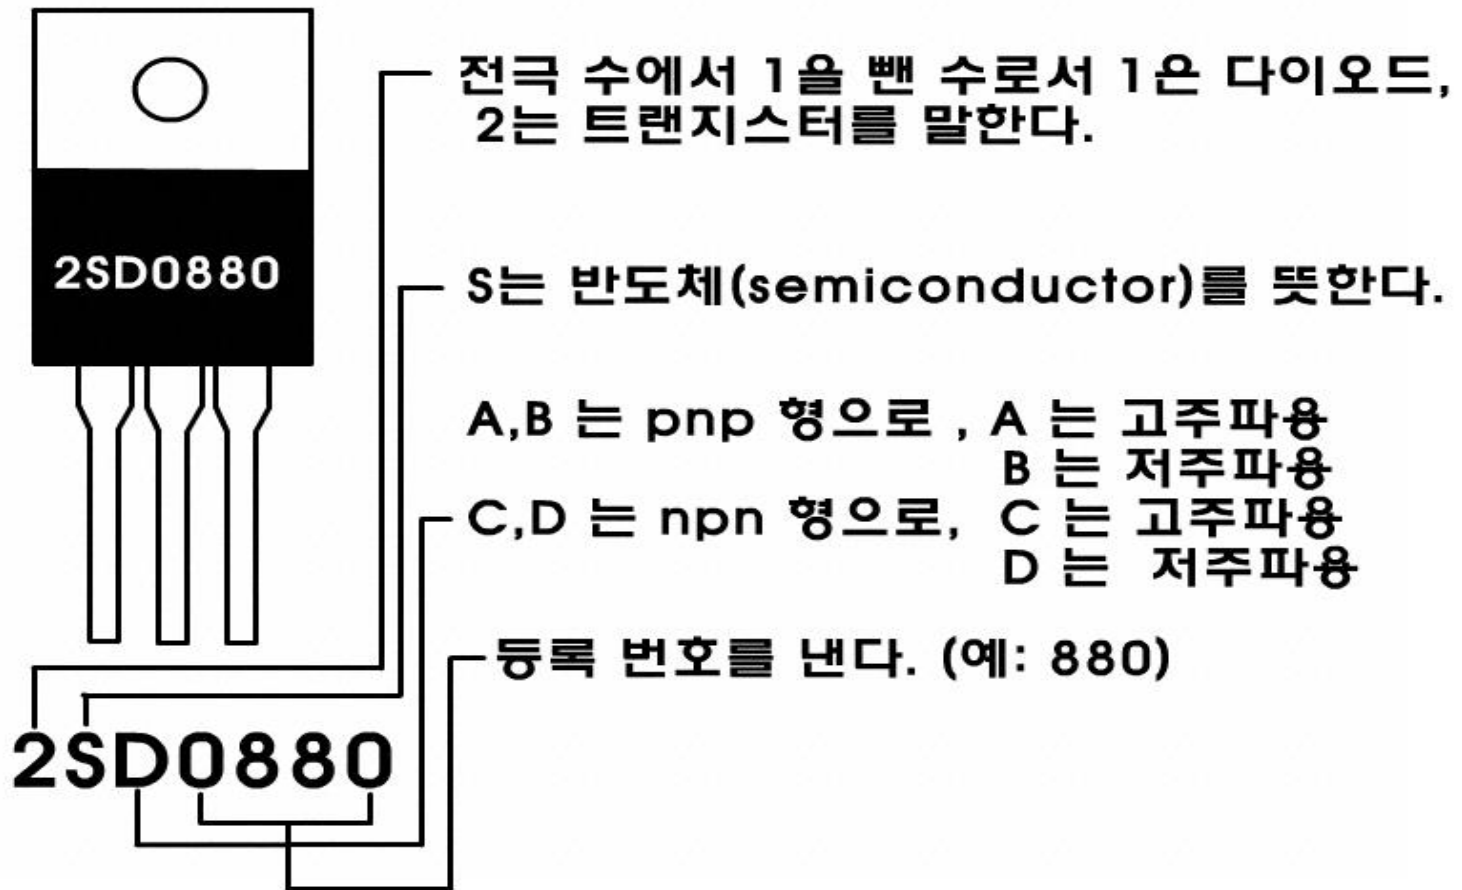 전극 수에서 1을 뺀 수로서 1은 다이오드,
2는 트랜지스터를 말한다.
2SD0880
S는 반도체(semiconductor)를 뜻한다.
A,B 는 pnp 형으로 , A 는 고주파용
B 는 저주파용
C,D 는 npn 형으로, C 는 고주파용
D 는 저주파용
등록 번호를 낸다. (예: 880)
2SD0880